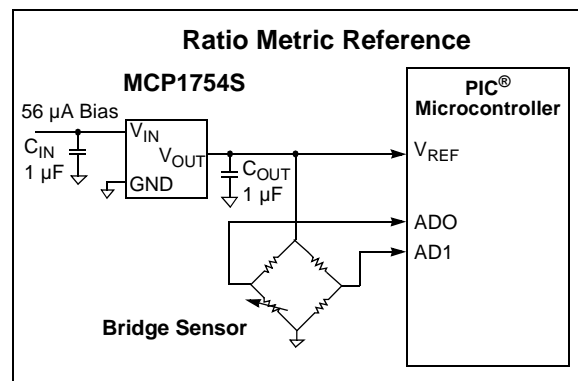 Ratio Metric Reference
MCP1754S
PIC®
Microcontroller
56 µA Bias
VIN
VOUT
GND
CIN
1 µF
COUT
1 µF
VREF
ADO
AD1
Bridge Sensor